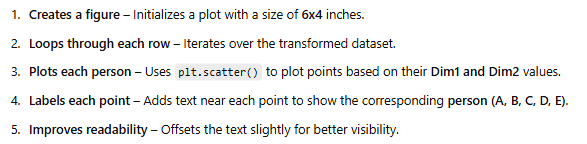 1. Creates a figure – Initializes a plot with a size of 6x4 inches.
2. Loops through each row – Iterates over the transformed dataset.
3. Plots each person – Uses plt.scatter() to plot points based on their Dim1 and Dim2 values.
4. Labels each point – Adds text near each point to show the corresponding person (A, B, C, D, E).
5. Improves readability – Offsets the text slightly for better visibility.